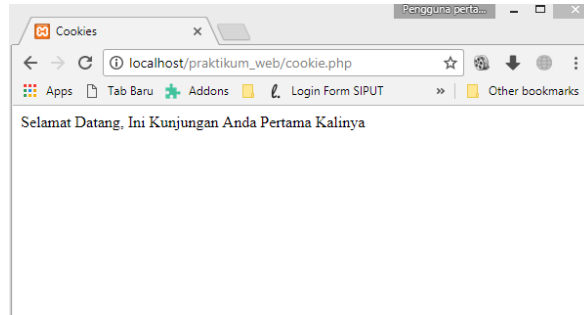 Pengguna perta...
Cookies
localhost/praktikum_web/cookie.php
Apps Tab Baru Addons Login Form SIPUT » Other bookmarks
Selamat Datang, Ini Kunjungan Anda Pertama Kalinya